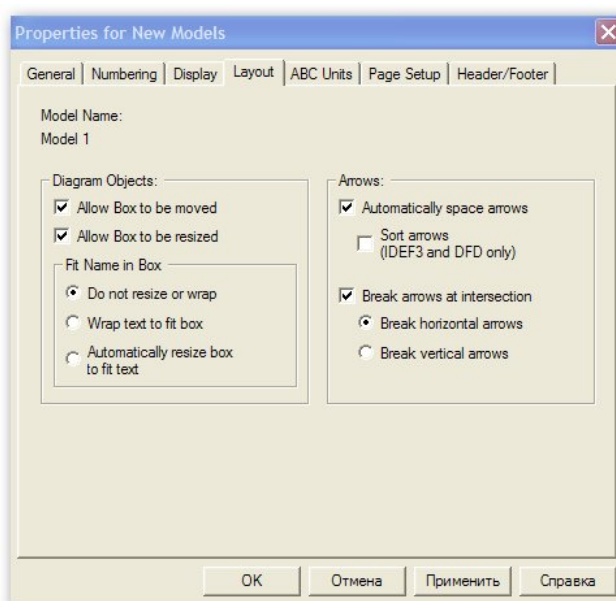 Properties for New Models
General Numbering Display Layout ABC Units Page Setup Header/Footer
Model Name:
Model 1
Diagram Objects:
Allow Box to be moved
Allow Box to be resized
Fit Name in Box
Do not resize or wrap
Wrap text to fit box
Automatically resize box
to fit text
Arrows:
Automatically space arrows
Sort arrows
(IDEF3 and DFD only)
Break arrows at intersection
Break horizontal arrows
Break vertical arrows
OK Отмена Применить Справка